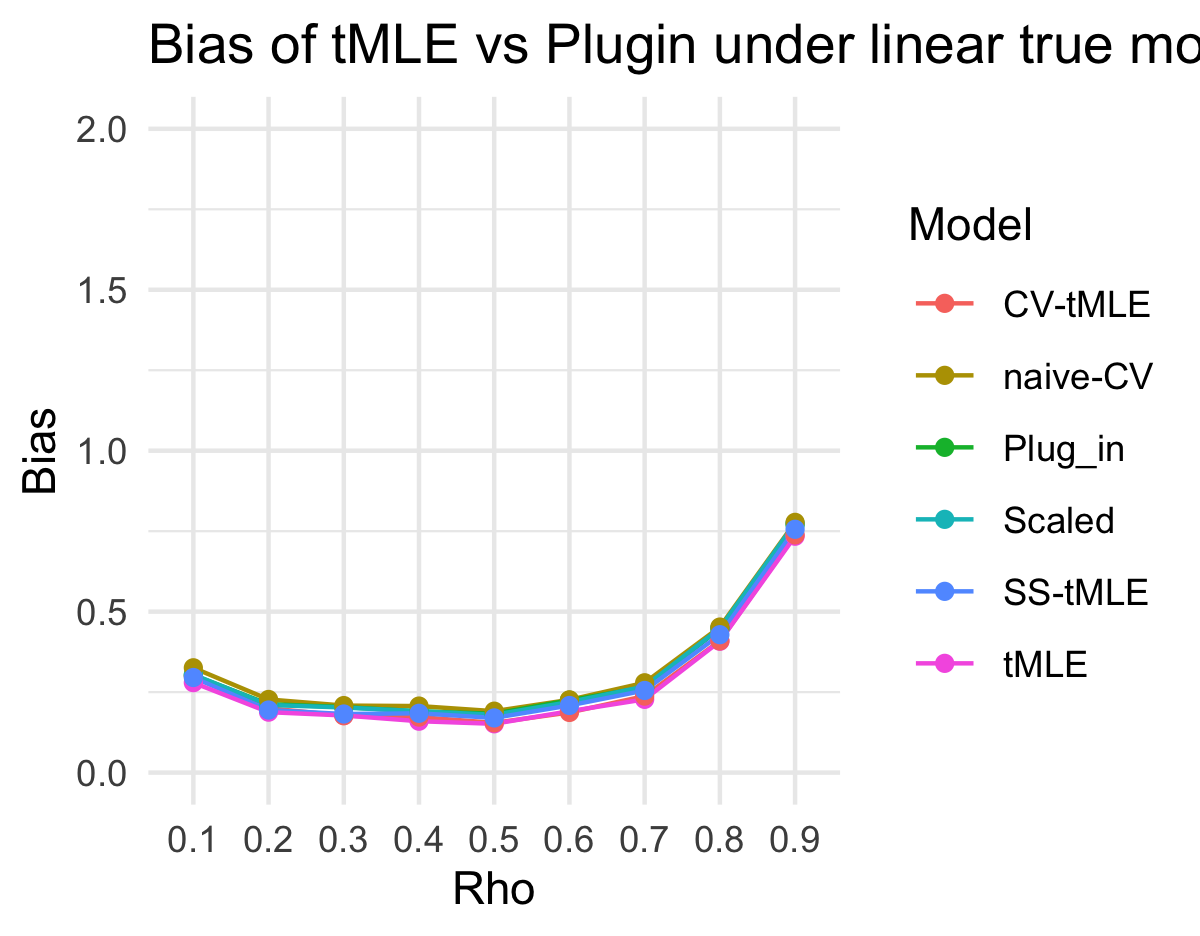 Bias of tMLE vs Plugin under linear true mo
2.0
1.5
1.0
0.5
0.0
Bias
0.1 0.2 0.3 0.4 0.5 0.6 0.7 0.8 0.9
Rho
Model
CV-tMLE
naive-CV
Plug_in
Scaled
SS-tMLE
tMLE